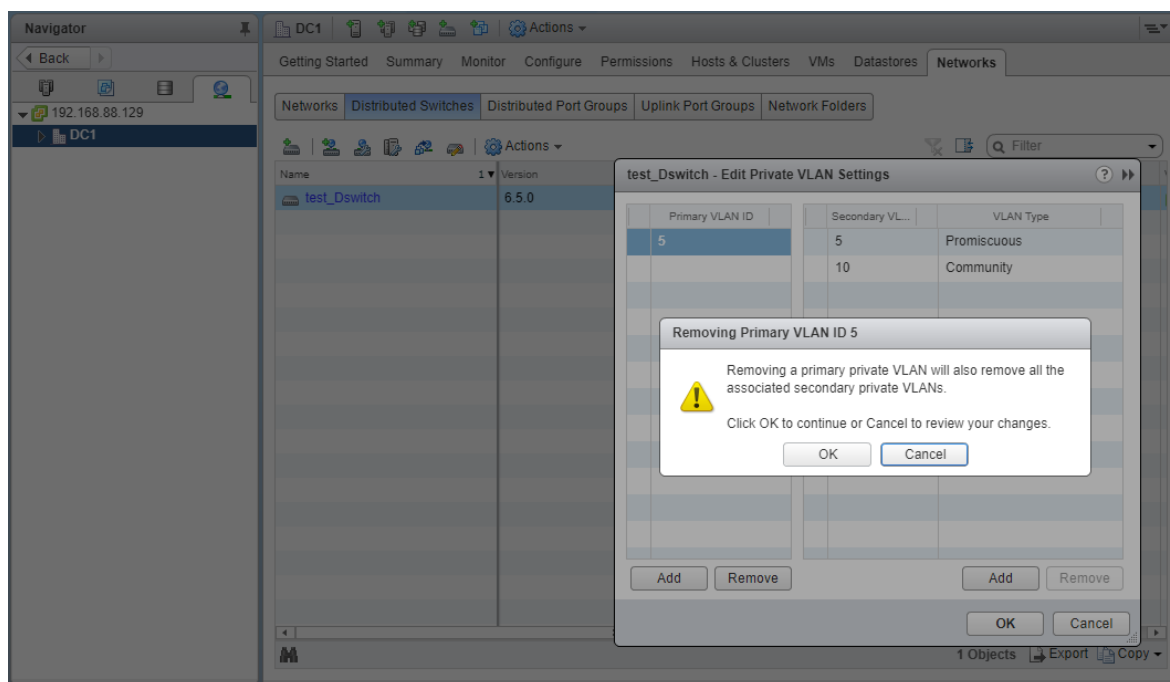 Navigator
DC1
Actions
Back
Getting Started Summary Monitor Configure Permissions Hosts & Clusters VMs Datastores Networks
192.168.88.129
DC1
Networks Distributed Switches Distributed Port Groups Uplink Port Groups Network Folders
Actions
Filter
Name 1 Version
test_Dswitch 6.5.0
test_Dswitch - Edit Private VLAN Settings
Primary VLAN ID Secondary VL... VLAN Type
5 5 Promiscuous
10 Community
Removing Primary VLAN ID 5
Removing a primary private VLAN will also remove all the
associated secondary private VLANs.
Click OK to continue or Cancel to review your changes.
OK Cancel
Add Remove Add Remove
OK Cancel
1 Objects Export Copy